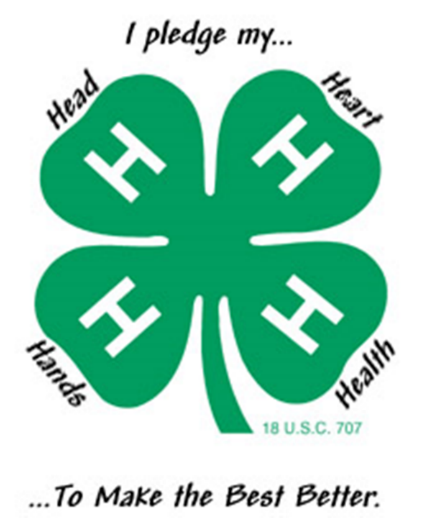 I pledge my...
Head
Heart
H H
H H
Hands
Health
18 U.S.C. 707
...To Make the Best Better.